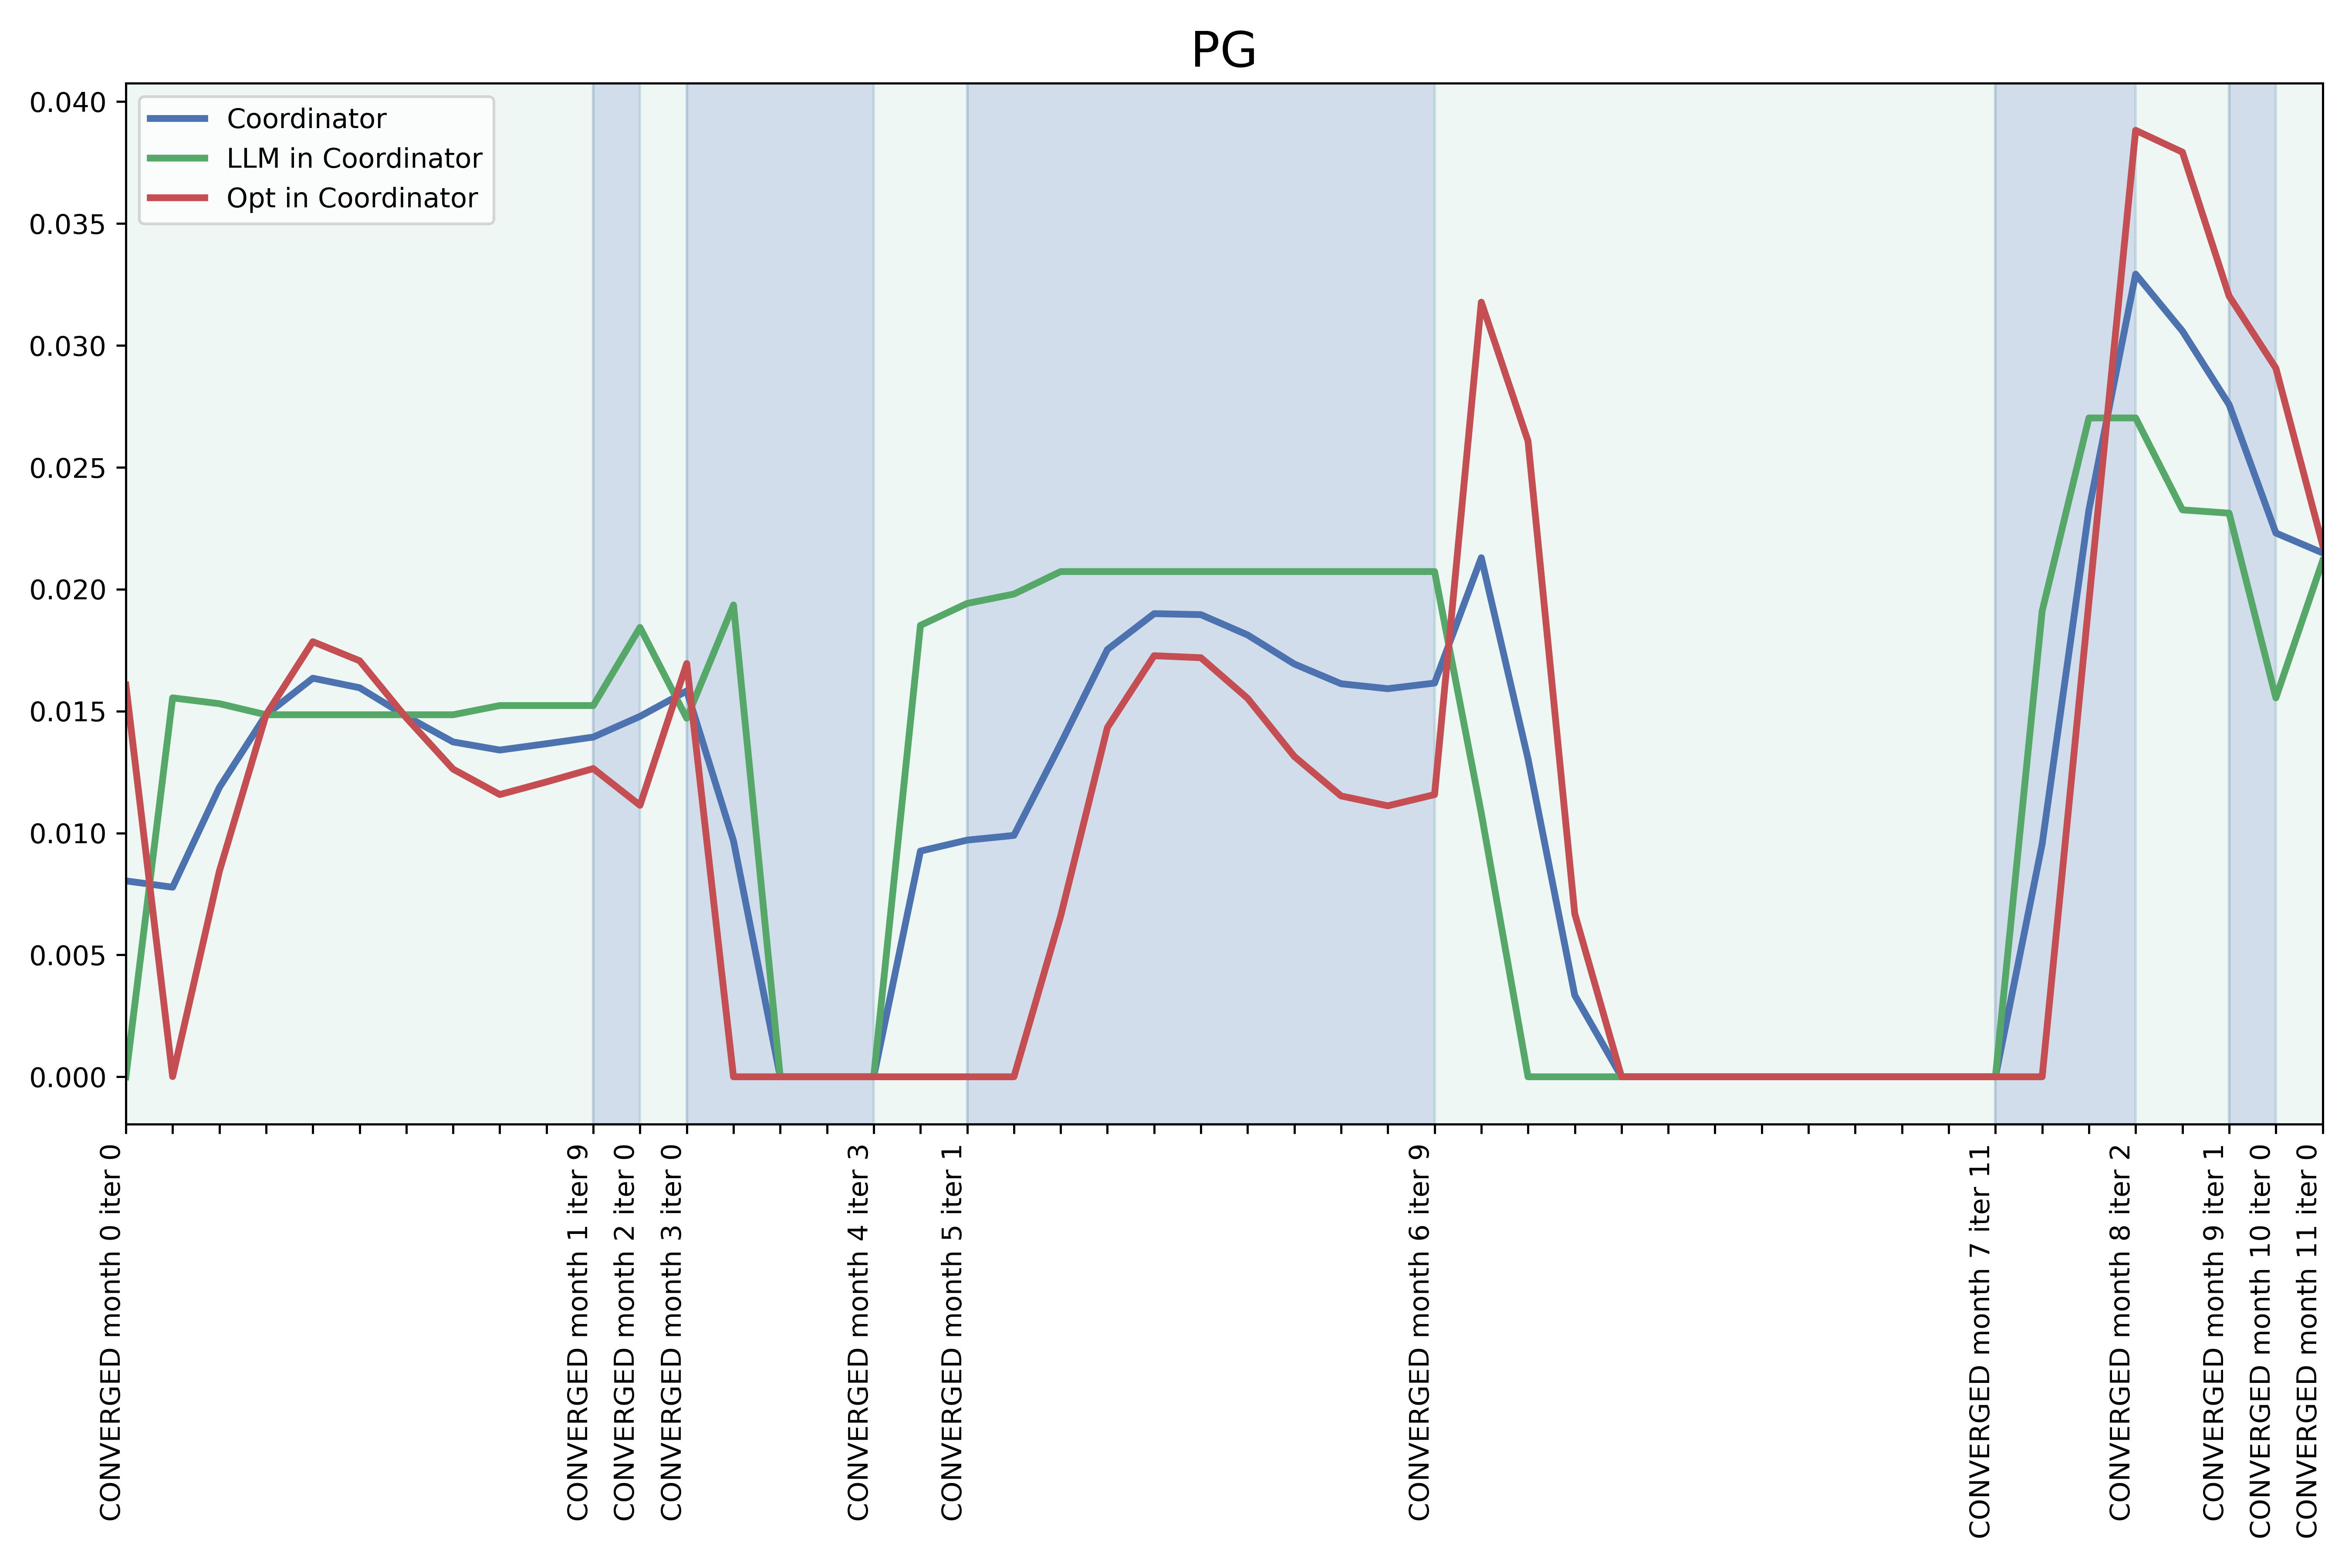 PG
Coordinator
LLM in Coordinator
Opt in Coordinator
0.040
0.035
0.030
0.025
0.020
0.015
0.010
0.005
0.000
CONVERGED month 0 iter 0
CONVERGED month 1 iter 9
CONVERGED month 2 iter 0
CONVERGED month 3 iter 0
CONVERGED month 4 iter 3
CONVERGED month 5 iter 1
CONVERGED month 6 iter 9
CONVERGED month 7 iter 11
CONVERGED month 8 iter 2
CONVERGED month 9 iter 1
CONVERGED month 10 iter 0
CONVERGED month 11 iter 0